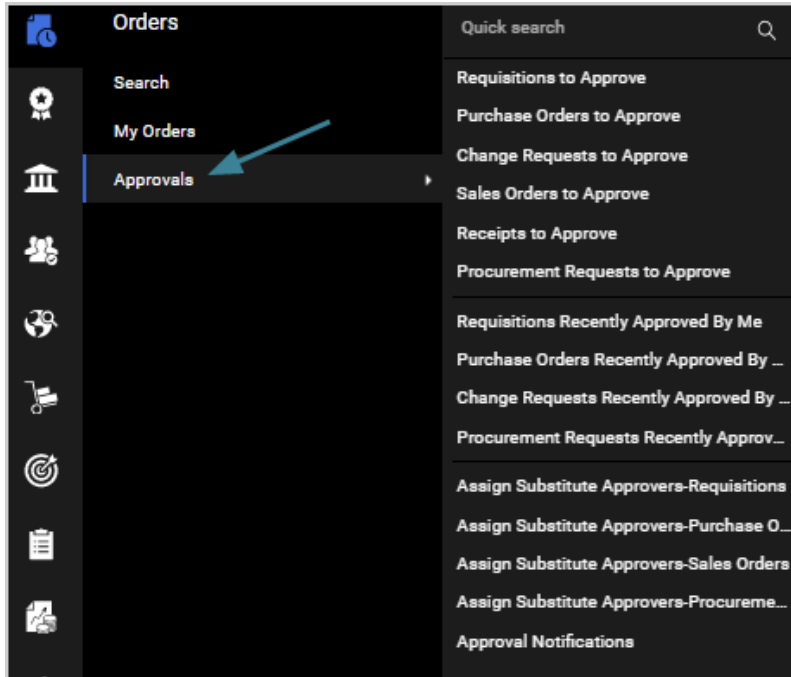 Orders
Search
My Orders
Approvals
Quick search
Requisitions to Approve
Purchase Orders to Approve
Change Requests to Approve
Sales Orders to Approve
Receipts to Approve
Procurement Requests to Approve
Requisitions Recently Approved By Me
Purchase Orders Recently Approved By ...
Change Requests Recently Approved By ...
Procurement Requests Recently Approv...
Assign Substitute Approvers-Requisitions
Assign Substitute Approvers-Purchase O...
Assign Substitute Approvers-Sales Orders
Assign Substitute Approvers-Procureme...
Approval Notifications